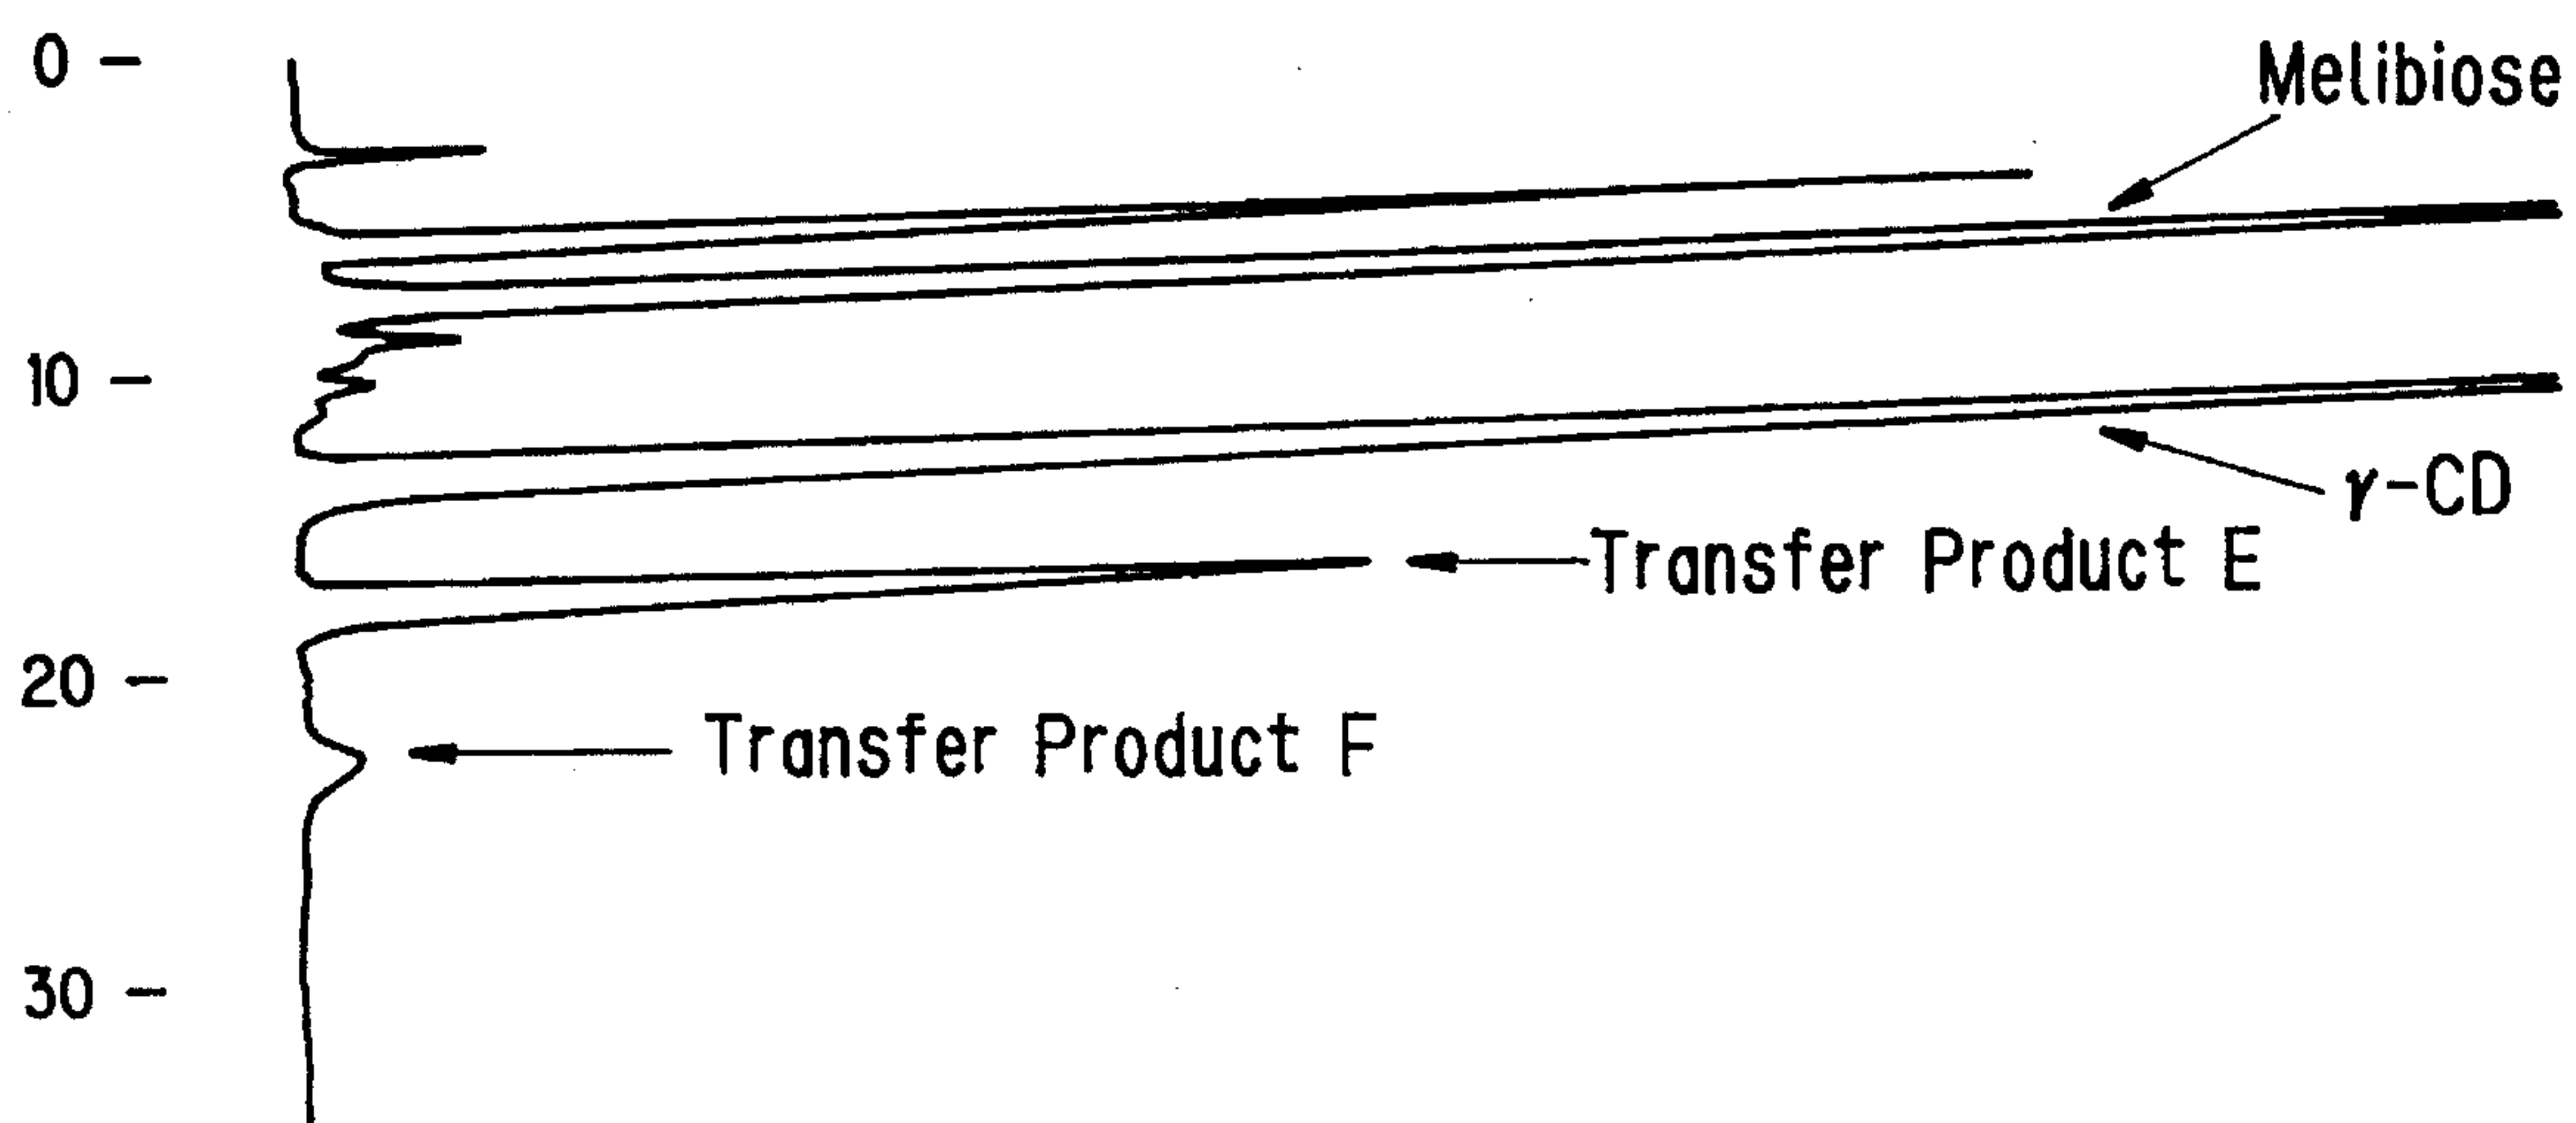 0 –
Melibiose
10 –
γ-CD
Transfer Product E
20 –
Transfer Product F
30 –